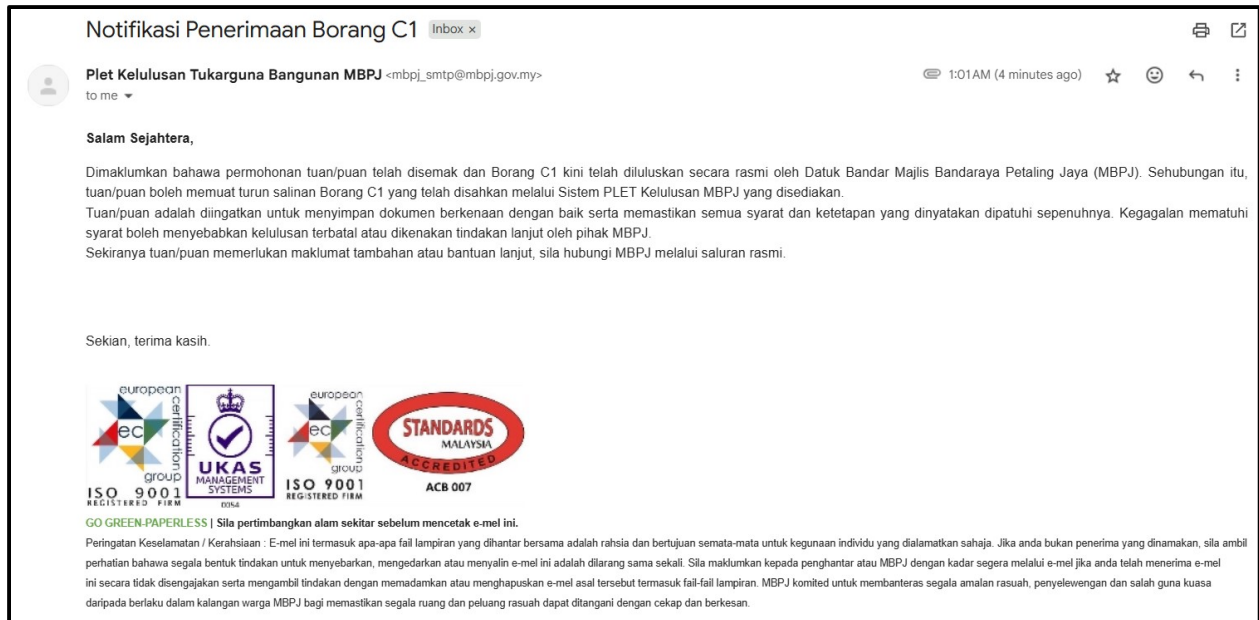 Notifikasi Penerimaan Borang C1 Inbox ×
Plet Kelulusan Tukarguna Bangunan MBPJ <mbpj_smtp@mbpj.gov.my> 1:01 AM (4 minutes ago)
to me
Salam Sejahtera,
Dimaklumkan bahawa permohonan tuan/puan telah disemak dan Borang C1 kini telah diluluskan secara rasmi oleh Datuk Bandar Majlis Bandaraya Petaling Jaya (MBPJ). Sehubungan itu,
tuan/puan boleh memuat turun salinan Borang C1 yang telah disahkan melalui Sistem PLET Kelulusan MBPJ yang disediakan.
Tuan/puan adalah diingatkan untuk menyimpan dokumen berkenaan dengan baik serta memastikan semua syarat dan ketetapan yang dinyatakan dipatuhi sepenuhnya. Kegagalan mematuhi
syarat boleh menyebabkan kelulusan terbatal atau dikenakan tindakan lanjut oleh pihak MBPJ.
Sekiranya tuan/puan memerlukan maklumat tambahan atau bantuan lanjut, sila hubungi MBPJ melalui saluran rasmi.
Sekian, terima kasih.
european
certification
group
ec
ISO 9001
REGISTERED FIRM
UKAS
MANAGEMENT
SYSTEMS
0054
european
certification
group
ec
ISO 9001
REGISTERED FIRM
STANDARDS
MALAYSIA
ACCREDITED
ACB 007
GO GREEN-PAPERLESS | Sila pertimbangkan alam sekitar sebelum mencetak e-mel ini.
Peringatan Keselamatan / Kerahsiaan : E-mel ini termasuk apa-apa fail lampiran yang dihantar bersama adalah rahsia dan bertujuan semata-mata untuk kegunaan individu yang dialamatkan sahaja. Jika anda bukan penerima yang dinamakan, sila ambil
perhatian bahawa segala bentuk tindakan untuk menyebarkan, mengedarkan atau menyalin e-mel ini adalah dilarang sama sekali. Sila maklumkan kepada penghantar atau MBPJ dengan kadar segera melalui e-mel jika anda telah menerima e-mel
ini secara tidak disengajakan serta mengambil tindakan dengan memadamkan atau menghapuskan e-mel asal tersebut termasuk fail-fail lampiran. MBPJ komited untuk membanteras segala amalan rasuah, penyelewengan dan salah guna kuasa
daripada berlaku dalam kalangan warga MBPJ bagi memastikan segala ruang dan peluang rasuah dapat ditangani dengan cekap dan berkesan.